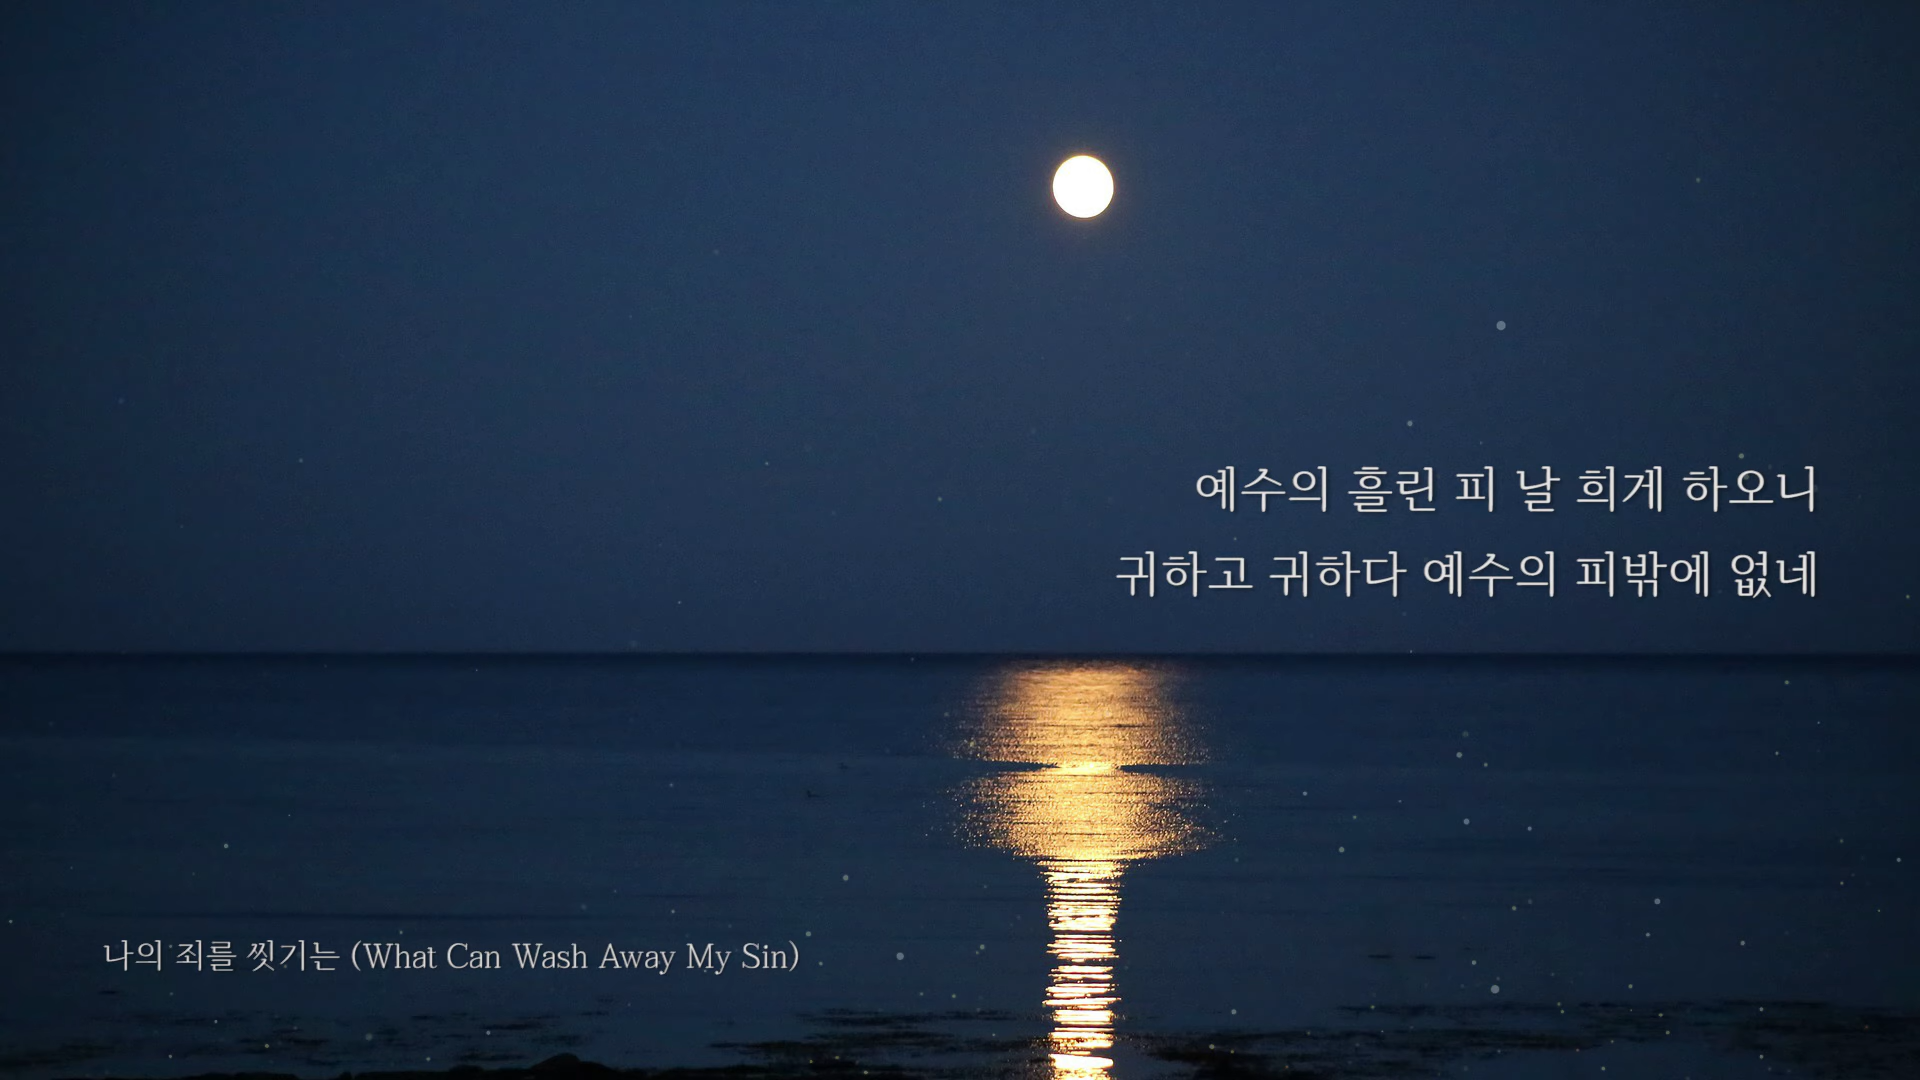 예수의 흘린 피 날 희게 하오니
귀하고 귀하다 예수의 피밖에 없네
나의 죄를 씻기는 (What Can Wash Away My Sin)